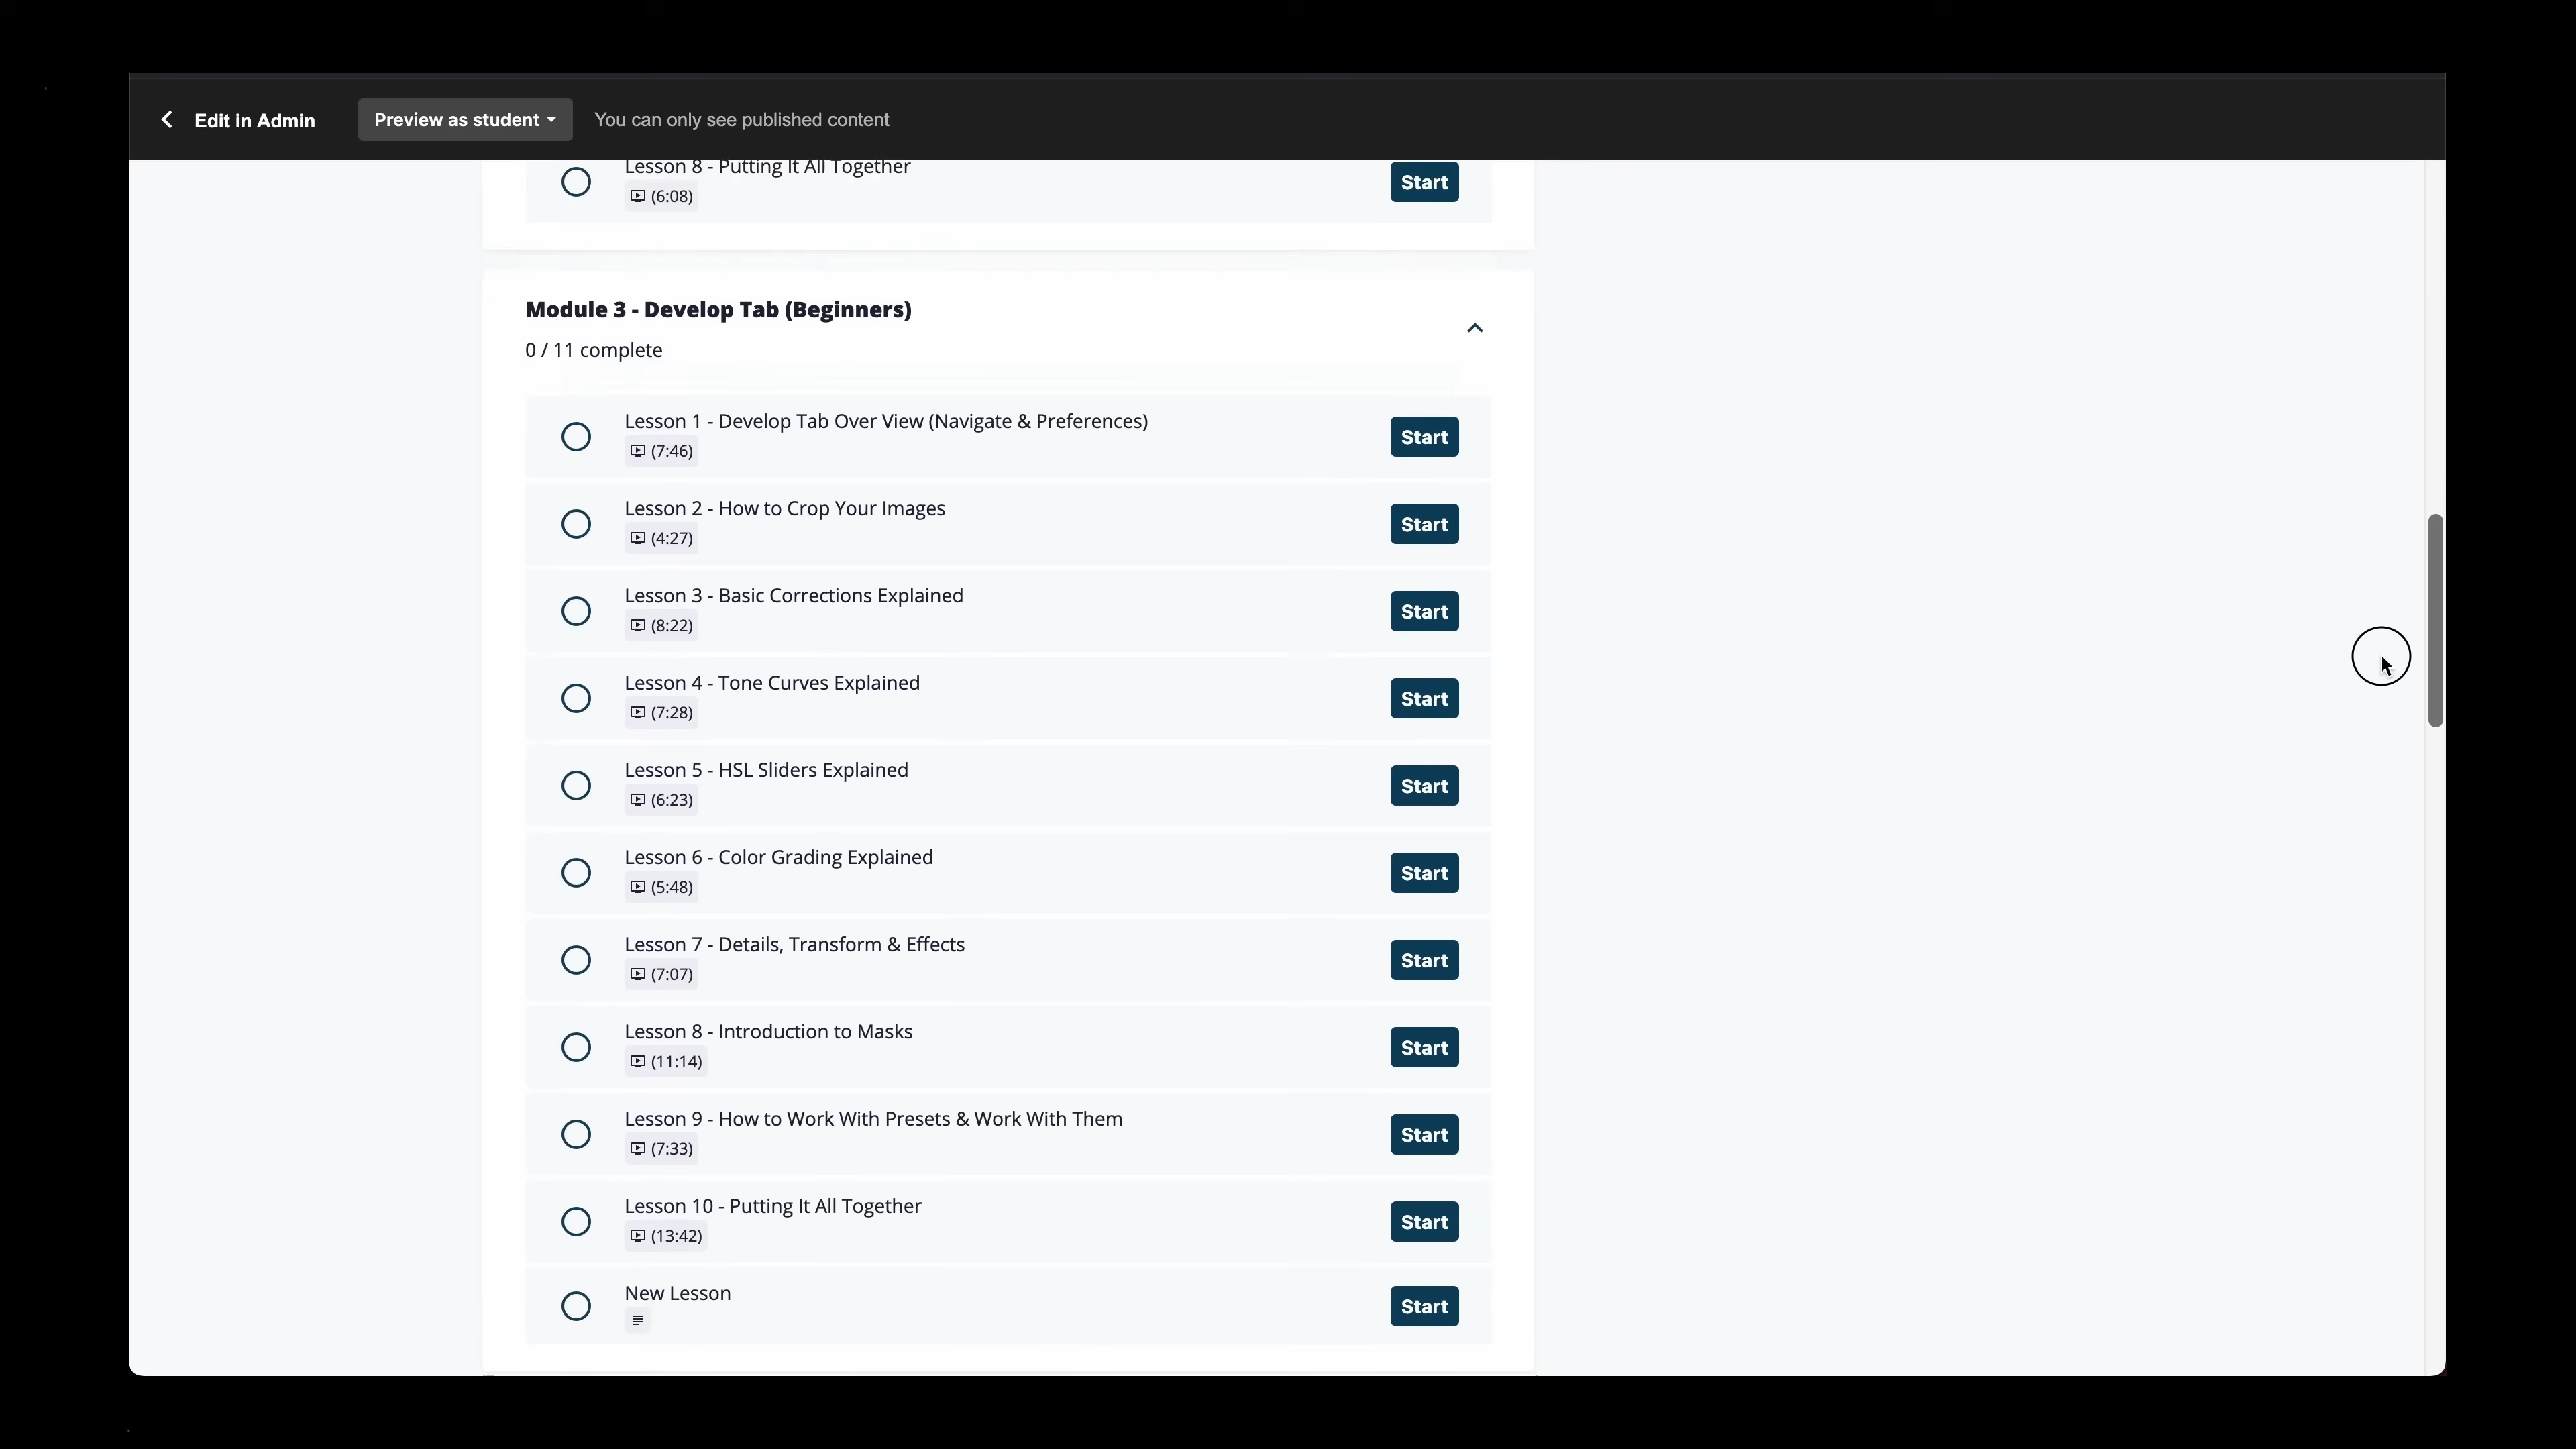 Edit in Admin
Preview as student
You can only see published content
Lesson 8 - Putting It All Together
(6:08)
Start
Module 3 - Develop Tab (Beginners)
0 / 11 complete
Lesson 1 - Develop Tab Over View (Navigate & Preferences)
(7:46)
Start
Lesson 2 - How to Crop Your Images
(4:27)
Start
Lesson 3 - Basic Corrections Explained
(8:22)
Start
Lesson 4 - Tone Curves Explained
(7:28)
Start
Lesson 5 - HSL Sliders Explained
(6:23)
Start
Lesson 6 - Color Grading Explained
(5:48)
Start
Lesson 7 - Details, Transform & Effects
(7:07)
Start
Lesson 8 - Introduction to Masks
(11:14)
Start
Lesson 9 - How to Work With Presets & Work With Them
(7:33)
Start
Lesson 10 - Putting It All Together
(13:42)
Start
New Lesson
Start